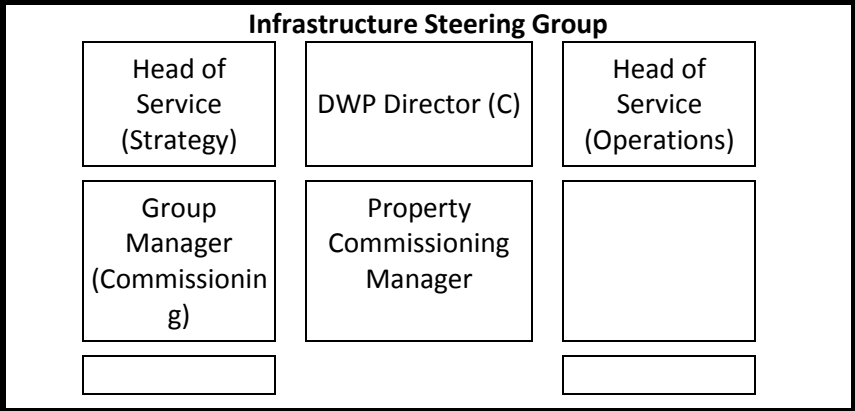 Infrastructure Steering Group
Head of
Service
(Strategy)
DWP Director (C)
Head of
Service
(Operations)
Group
Manager
(Commissionin
g)
Property
Commissioning
Manager